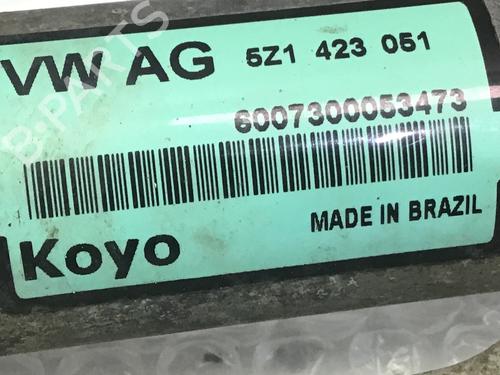 VW AG 5Z1 423 051
6007300053473
Koyo MADE IN BRAZIL
B-PARTS